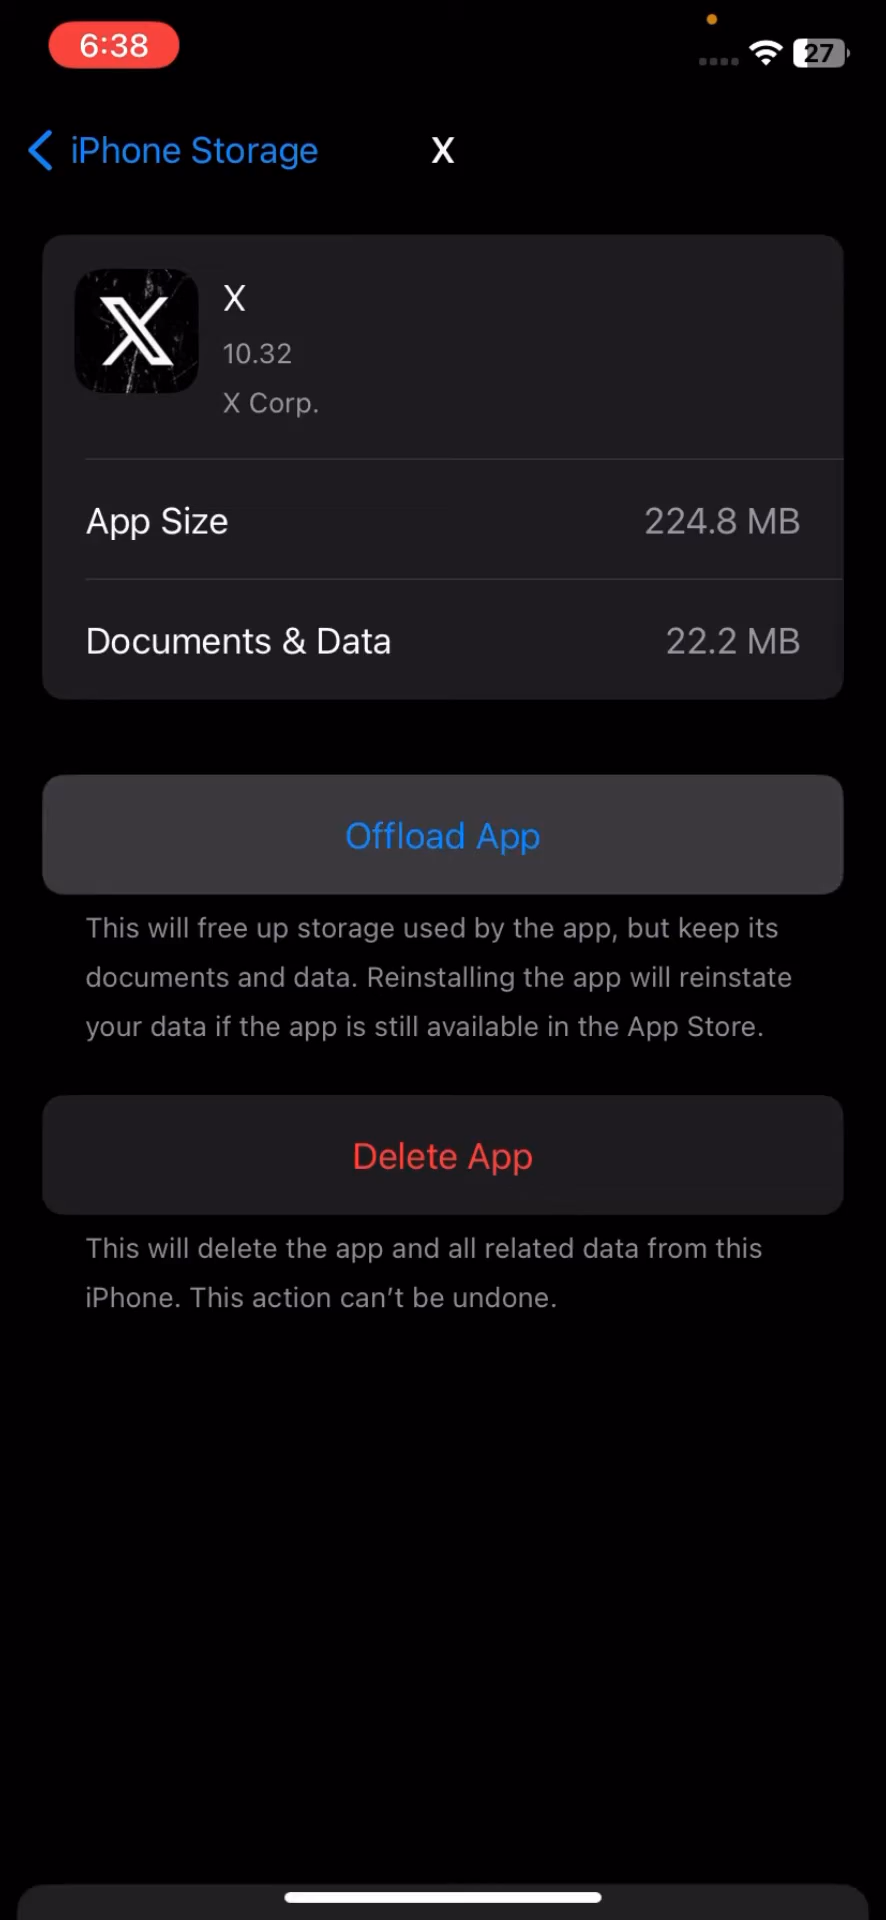 6:38
27
iPhone Storage
X
X
10.32
X Corp.
App Size 224.8 MB
Documents & Data 22.2 MB
Offload App
This will free up storage used by the app, but keep its
documents and data. Reinstalling the app will reinstate
your data if the app is still available in the App Store.
Delete App
This will delete the app and all related data from this
iPhone. This action can’t be undone.